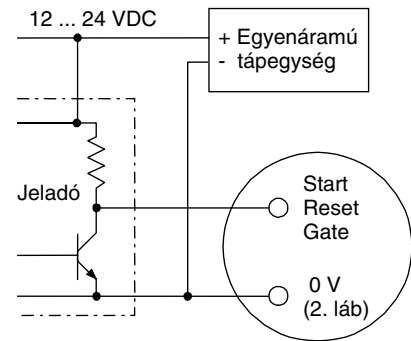 12 ... 24 VDC
+ Egyenáramú
- tápegység
Jeladó
Start
Reset
Gate
0 V
(2. láb)